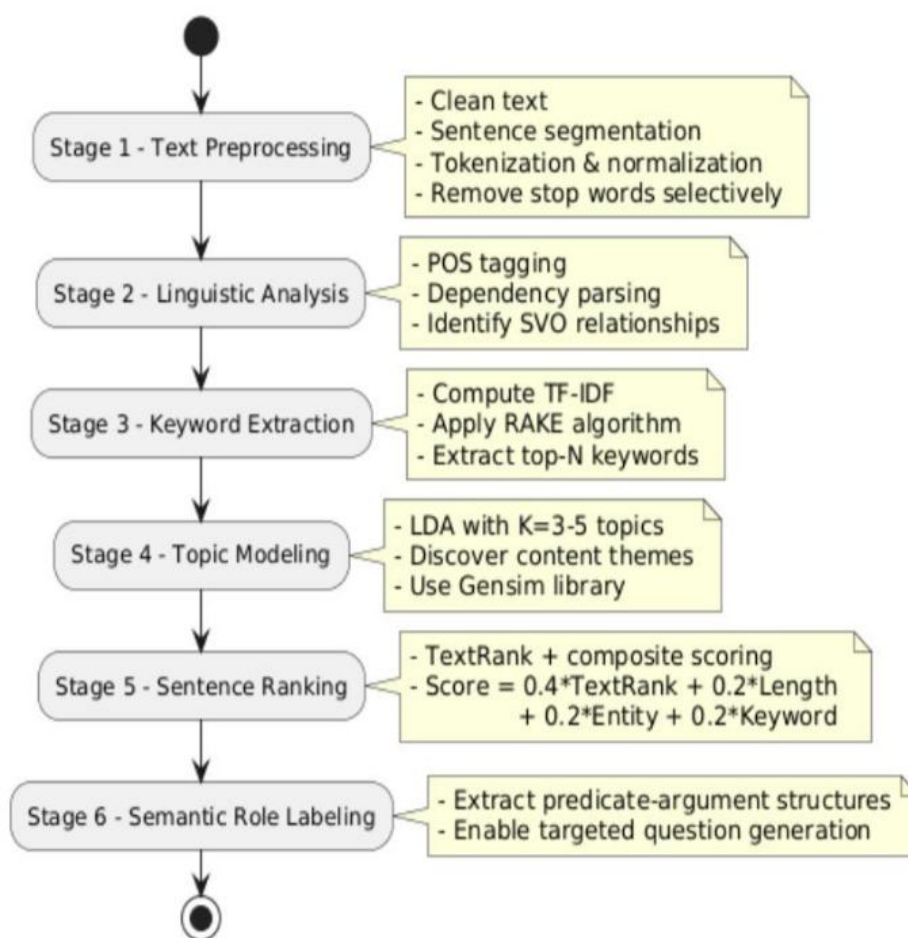 Stage 1 - Text Preprocessing
- Clean text
- Sentence segmentation
- Tokenization & normalization
- Remove stop words selectively
Stage 2 - Linguistic Analysis
- POS tagging
- Dependency parsing
- Identify SVO relationships
Stage 3 - Keyword Extraction
- Compute TF-IDF
- Apply RAKE algorithm
- Extract top-N keywords
Stage 4 - Topic Modeling
- LDA with K=3-5 topics
- Discover content themes
- Use Gensim library
Stage 5 - Sentence Ranking
- TextRank + composite scoring
- Score = 0.4*TextRank + 0.2*Length
+ 0.2*Entity + 0.2*Keyword
Stage 6 - Semantic Role Labeling
- Extract predicate-argument structures
- Enable targeted question generation